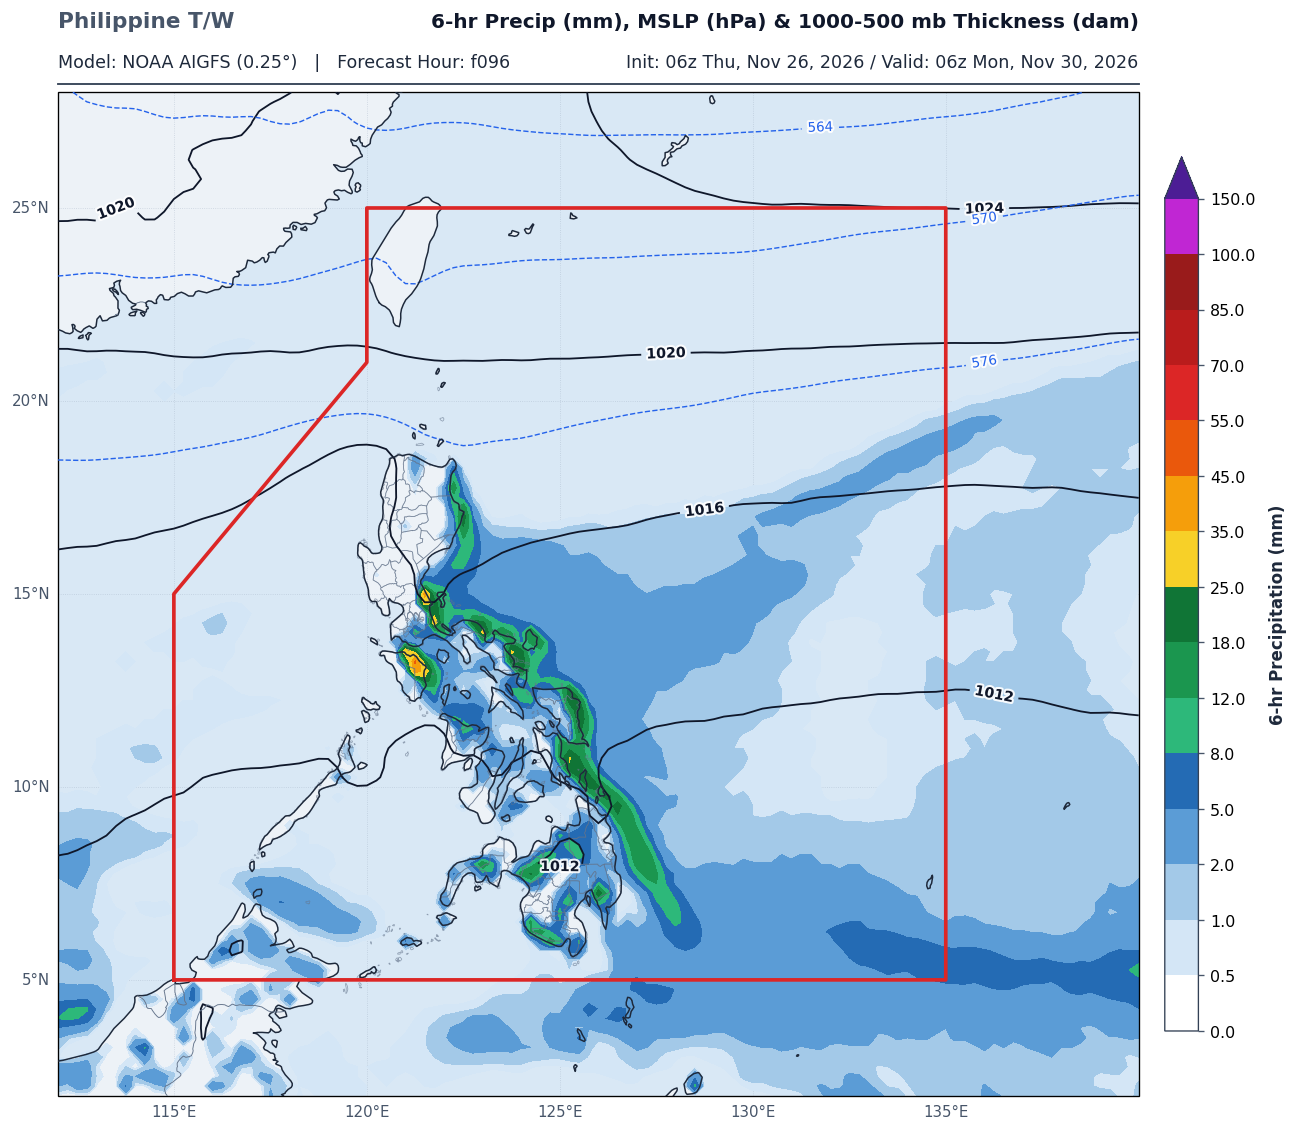 Philippine T/W
6-hr Precip (mm), MSLP (hPa) & 1000-500 mb Thickness (dam)
Model: NOAA AIGFS (0.25°) | Forecast Hour: f096
Init: 06z Thu, Nov 26, 2026 / Valid: 06z Mon, Nov 30, 2026
564
1020
25°N
1024
570
1020
576
20°N
1016
15°N
1012
10°N
1012
5°N
115°E
120°E
125°E
130°E
135°E
150.0
100.0
85.0
70.0
55.0
45.0
35.0
25.0
18.0
12.0
8.0
5.0
2.0
1.0
0.5
0.0
6-hr Precipitation (mm)